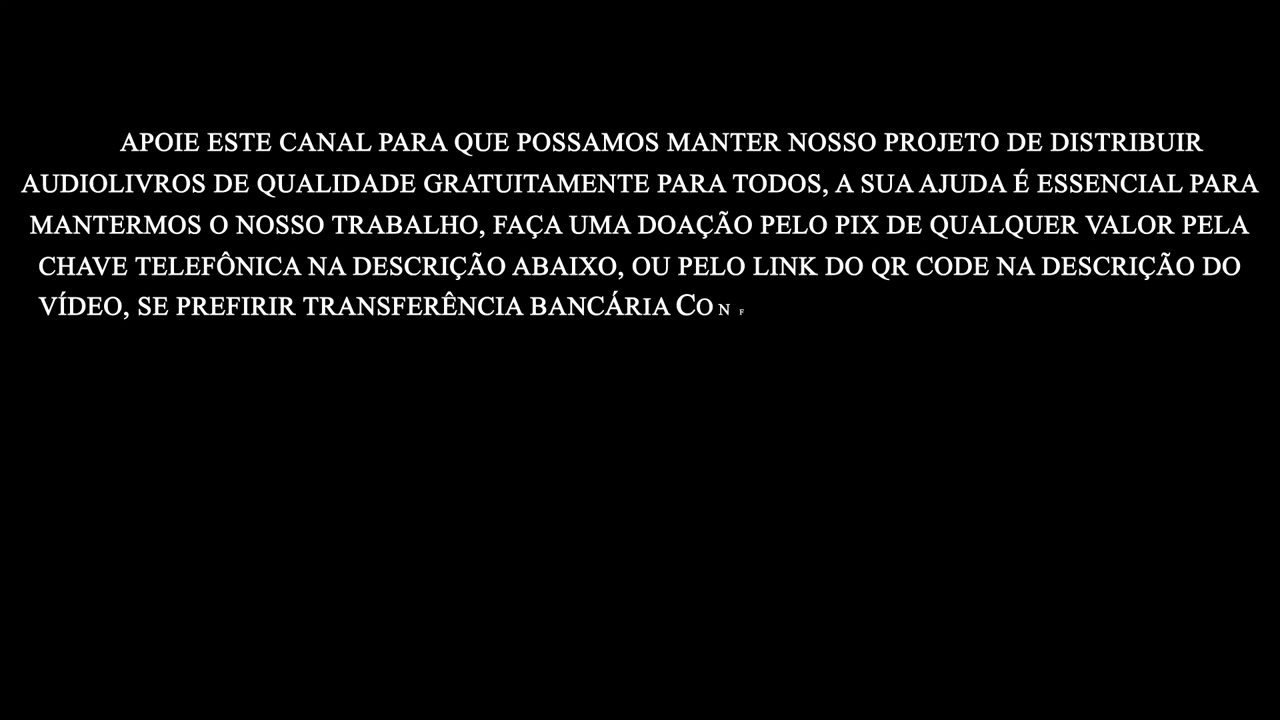 APOIE ESTE CANAL PARA QUE POSSAMOS MANTER NOSSO PROJETO DE DISTRIBUIR
AUDIOLIVROS DE QUALIDADE GRATUITAMENTE PARA TODOS, A SUA AJUDA É ESSENCIAL PARA
MANTERMOS O NOSSO TRABALHO, FAÇA UMA DOAÇÃO PELO PIX DE QUALQUER VALOR PELA
CHAVE TELEFÔNICA NA DESCRIÇÃO ABAIXO, OU PELO LINK DO QR CODE NA DESCRIÇÃO DO
VÍDEO, SE PREFIRIR TRANSFERÊNCIA BANCÁRIA CONF